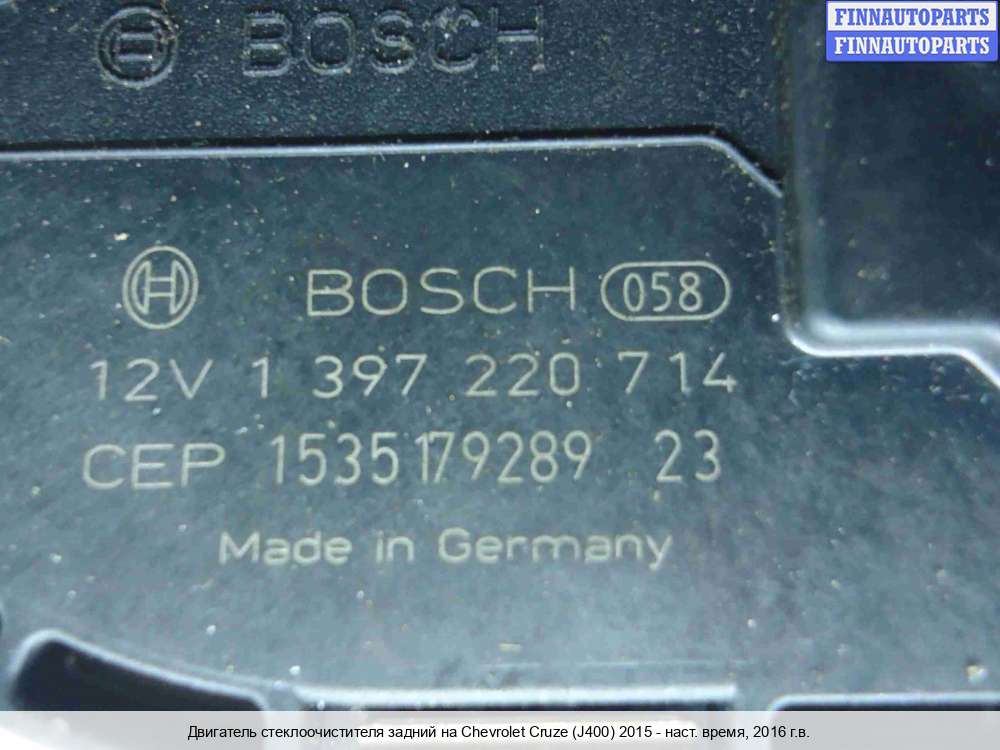 FINNAUTOPARTS
FINNAUTOPARTS
BOSCH
BOSCH 058
12V 1 397 220 714
CEP 1535179289 23
Made in Germany
Двигатель стеклоочистителя задний на Chevrolet Cruze (J400) 2015 - наст. время, 2016 г.в.